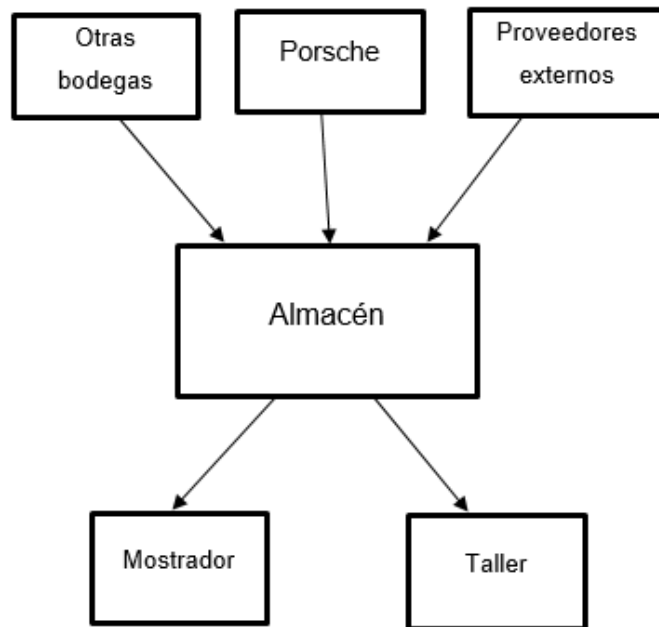 Otras
bodegas
Porsche
Proveedores
externos
Almacén
Mostrador
Taller